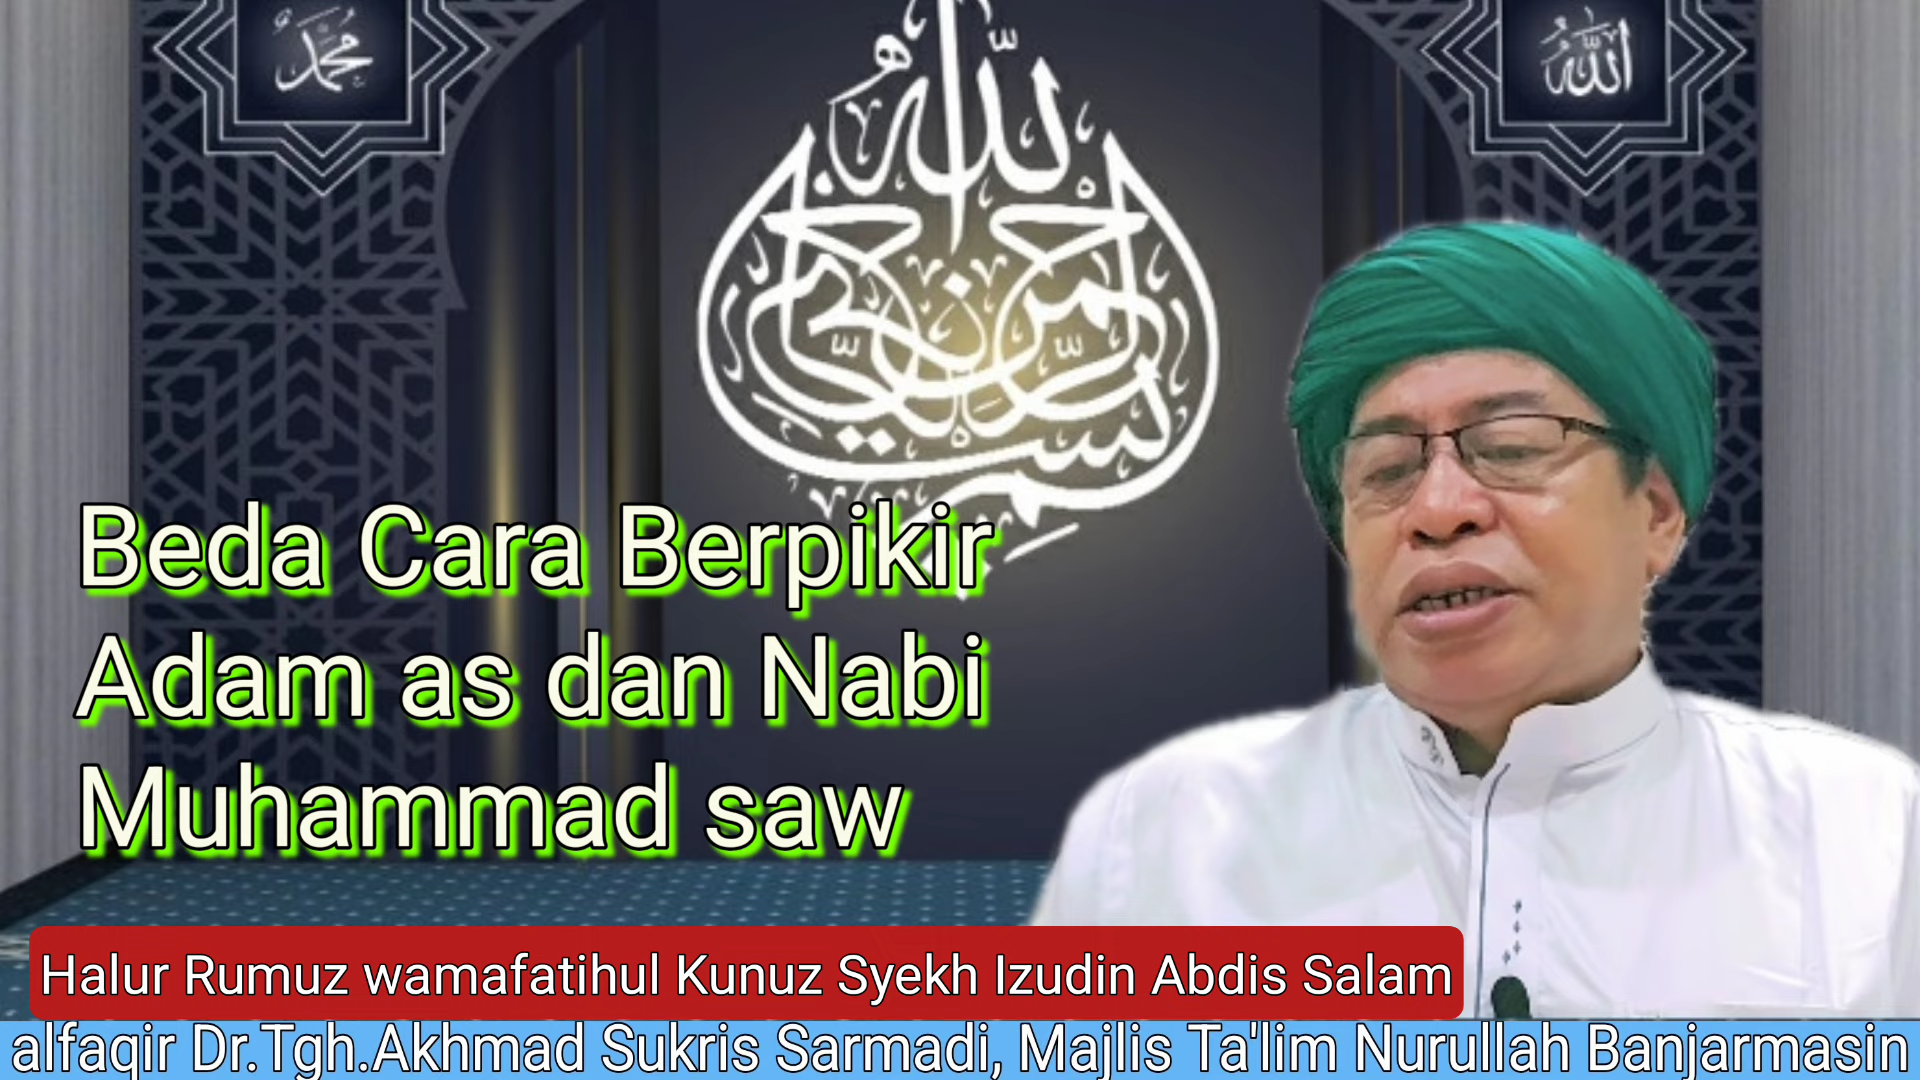 محمد
الله
بسم الله الرحمن الرحيم
Beda Cara Berpikir
Adam as dan Nabi
Muhammad saw
Halur Rumuz wamafatihul Kunuz Syekh Izudin Abdis Salam
alfaqir Dr.Tgh.Akhmad Sukris Sarmadi, Majlis Ta'lim Nurullah Banjarmasin